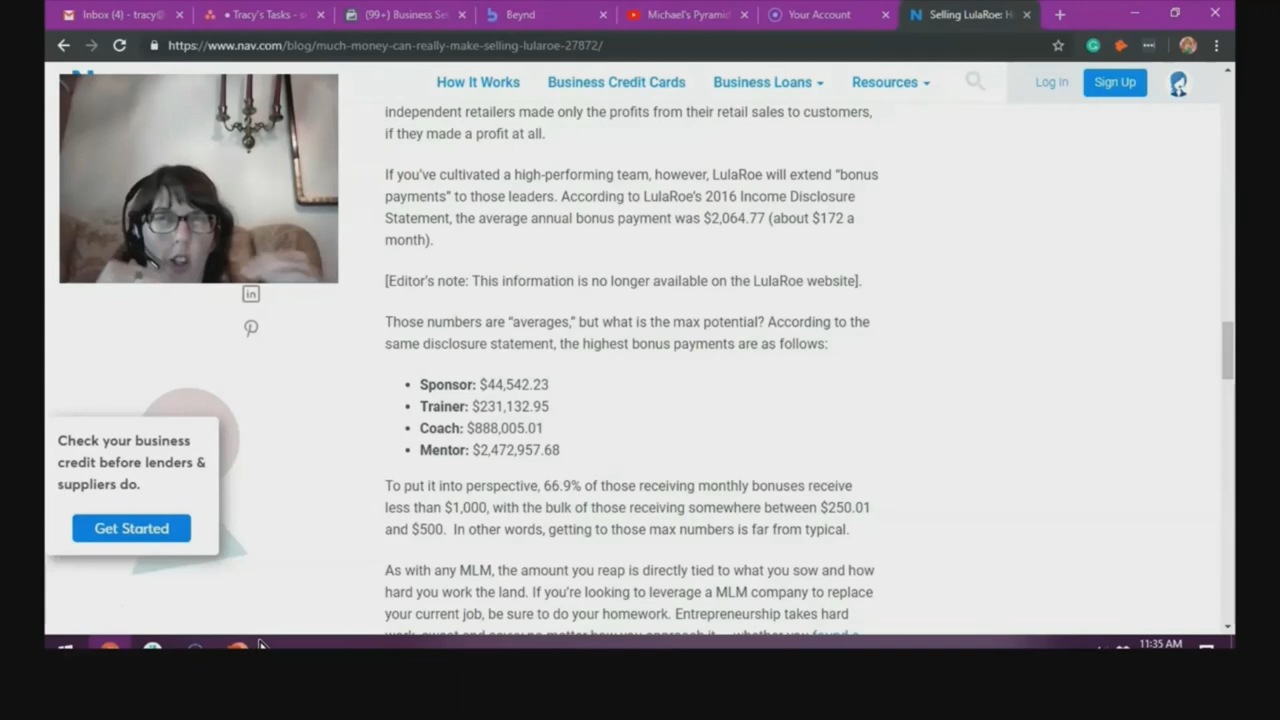 Inbox (4) - tracy@
• Tracy's Tasks - s
(99+) Business Se
Beynd
Michael's Pyramid
Your Account
Selling LulaRoe: H
https://www.nav.com/blog/much-money-can-really-make-selling-lularoe-27872/
How It Works
Business Credit Cards
Business Loans
Resources
Log in
Sign Up
independent retailers made only the profits from their retail sales to customers,
if they made a profit at all.
If you've cultivated a high-performing team, however, LulaRoe will extend “bonus
payments” to those leaders. According to LulaRoe's 2016 Income Disclosure
Statement, the average annual bonus payment was $2,064.77 (about $172 a
month).
[Editor's note: This information is no longer available on the LulaRoe website].
Those numbers are “averages,” but what is the max potential? According to the
same disclosure statement, the highest bonus payments are as follows:
• Sponsor: $44,542.23
• Trainer: $231,132.95
• Coach: $888,005.01
• Mentor: $2,472,957.68
To put it into perspective, 66.9% of those receiving monthly bonuses receive
less than $1,000, with the bulk of those receiving somewhere between $250.01
and $500. In other words, getting to those max numbers is far from typical.
As with any MLM, the amount you reap is directly tied to what you sow and how
hard you work the land. If you're looking to leverage a MLM company to replace
your current job, be sure to do your homework. Entrepreneurship takes hard
in
Check your business
credit before lenders &
suppliers do.
Get Started
11:35 AM